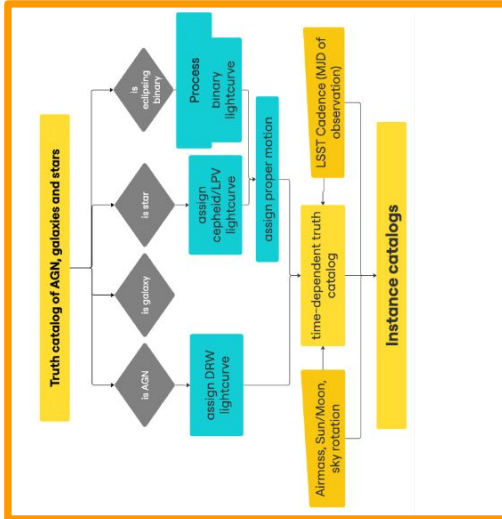 Truth catalog of AGN, galaxies and stars
is AGN
is galaxy
is star
is
eclipsing
binary
assign DRW
lightcurve
assign
cepheid/LPV
lightcurve
Process
binary
lightcurve
assign proper motion
Airmass, Sun/Moon,
sky rotation
time-dependent truth
catalog
LSST Cadence (MJD of
observation)
Instance catalogs